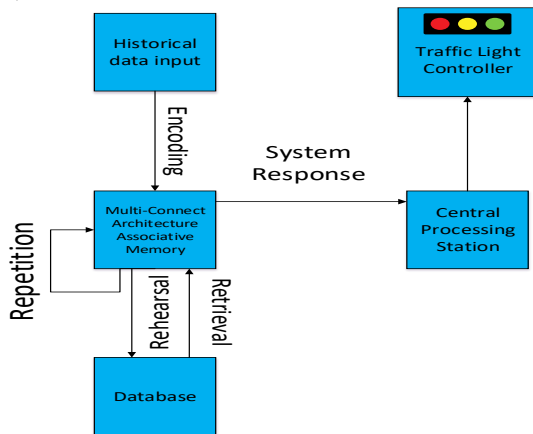 Historical
data input
Traffic Light
Controller
Encoding
System
Response
Multi-Connect
Architecture
Associative
Memory
Central
Processing
Station
Repetition
Rehearsal
Retrieval
Database